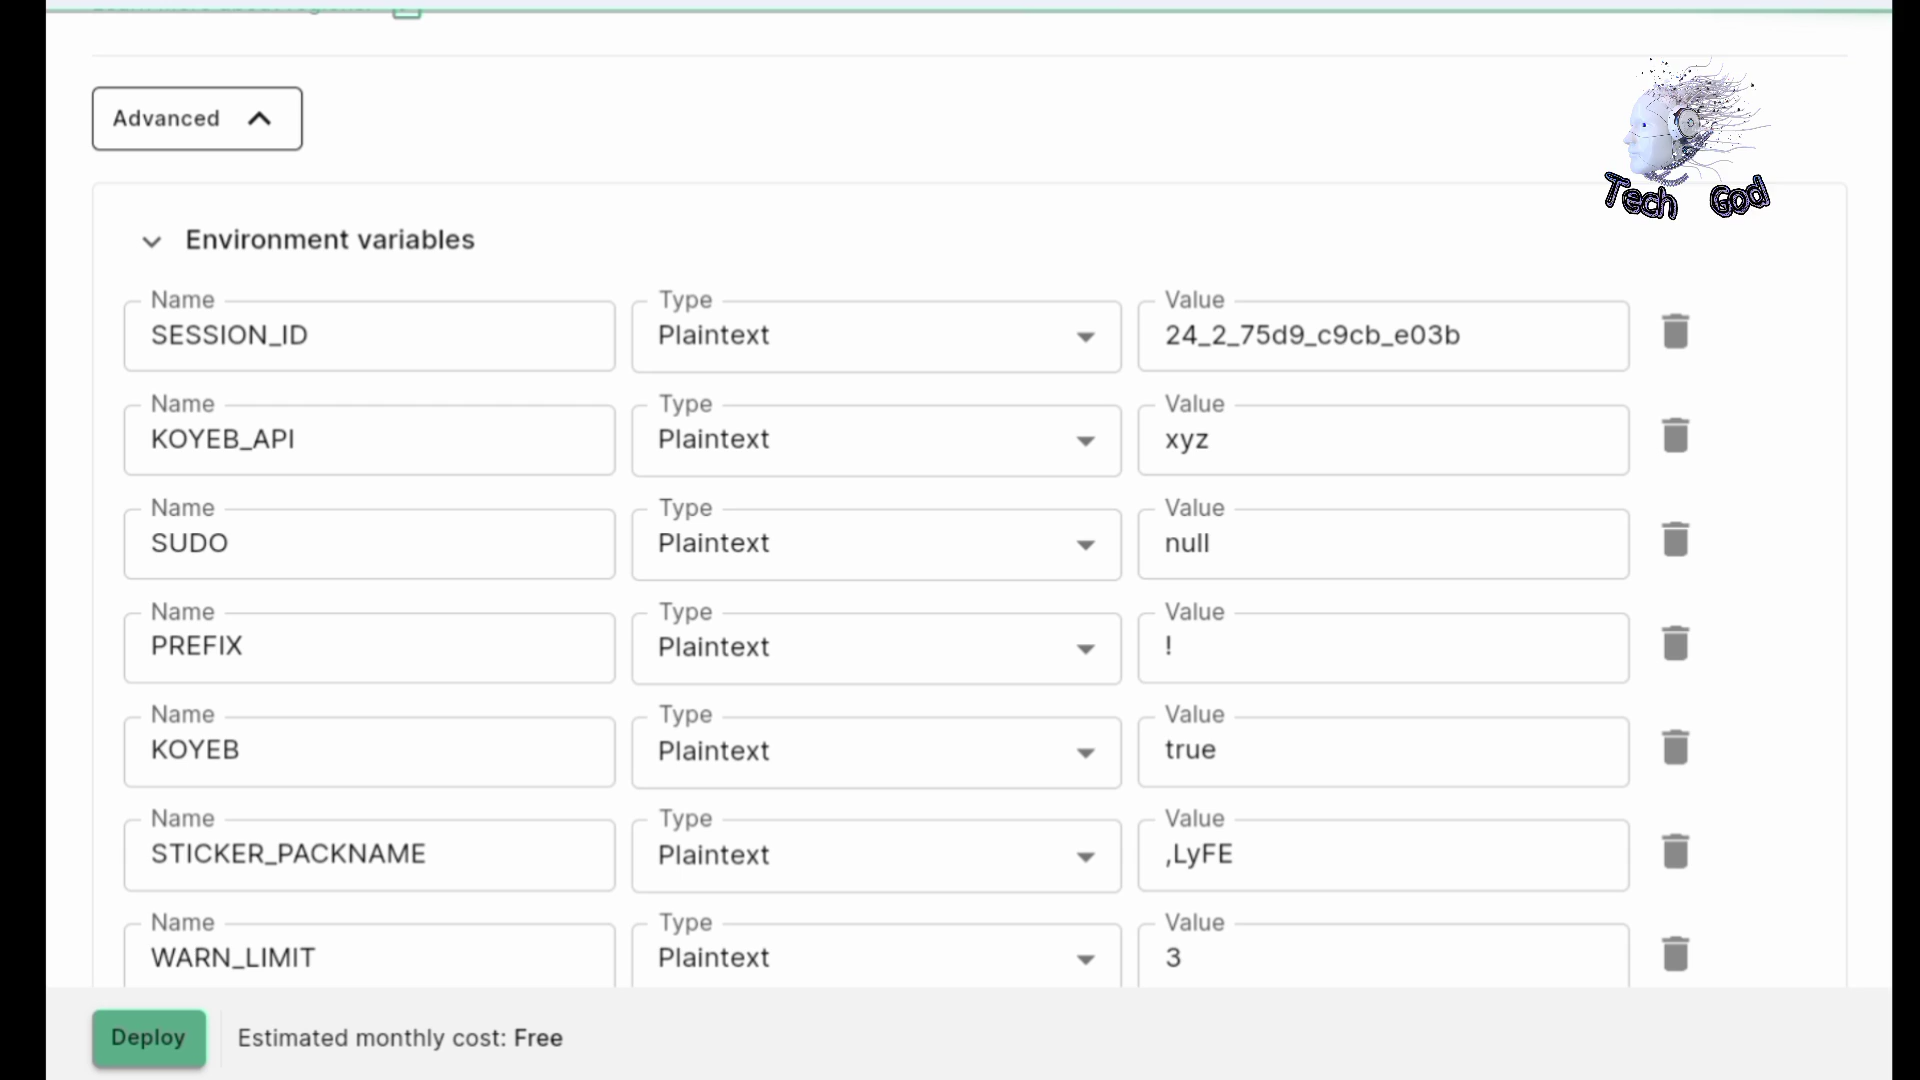 Advanced
Tech God
Environment variables
Name Type Value
SESSION_ID Plaintext 24_2_75d9_c9cb_e03b
Name Type Value
KOYEB_API Plaintext xyz
Name Type Value
SUDO Plaintext null
Name Type Value
PREFIX Plaintext !
Name Type Value
KOYEB Plaintext true
Name Type Value
STICKER_PACKNAME Plaintext ,LyFE
Name Type Value
WARN_LIMIT Plaintext 3
Deploy Estimated monthly cost: Free